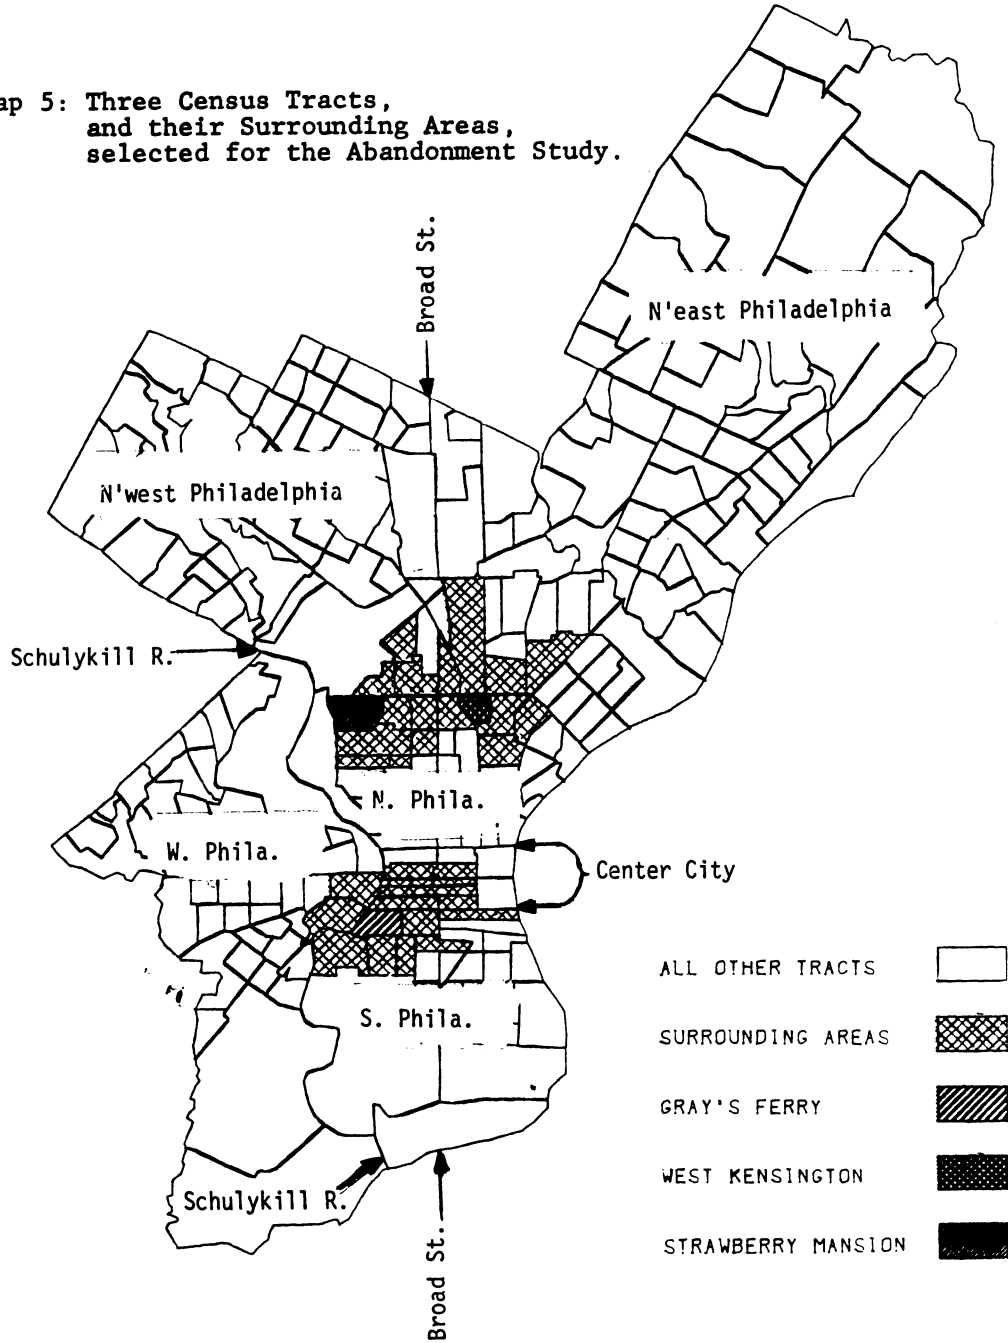 ap 5: Three Census Tracts,
and their Surrounding Areas,
selected for the Abandonment Study.
Broad St.
N'east Philadelphia
N'west Philadelphia
Schulykill R.
N. Phila.
W. Phila.
Center City
S. Phila.
ALL OTHER TRACTS
SURROUNDING AREAS
GRAY'S FERRY
WEST KENSINGTON
STRAWBERRY MANSION
Schulykill R.
Broad St.